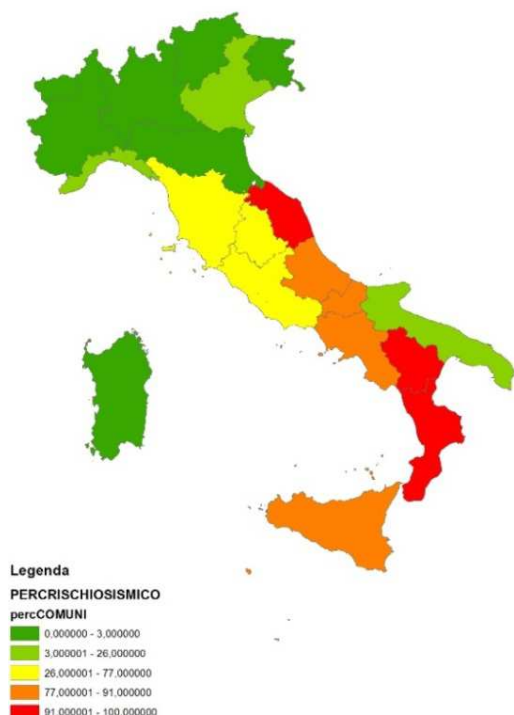 Legenda
PERCRISCHIOSISMICO
percCOMUNI
0,000000 - 3,000000
3,000001 - 26,000000
26,000001 - 77,000000
77,000001 - 91,000000
91,000001 - 100,000000